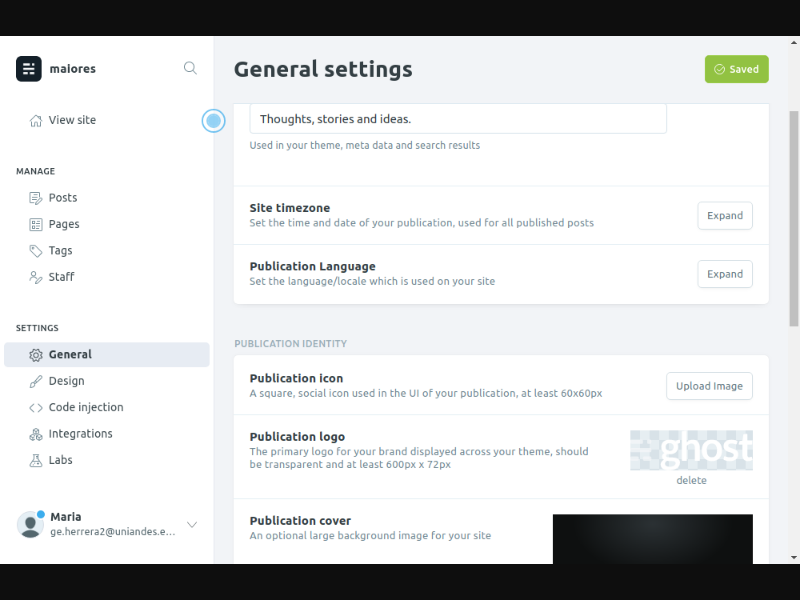 maiores
General settings
Saved
View site
Thoughts, stories and ideas.
Used in your theme, meta data and search results
MANAGE
Posts
Pages
Tags
Staff
Site timezone
Set the time and date of your publication, used for all published posts
Expand
Publication Language
Set the language/locale which is used on your site
Expand
SETTINGS
General
Design
Code injection
Integrations
Labs
PUBLICATION IDENTITY
Publication icon
A square, social icon used in the UI of your publication, at least 60x60px
Upload Image
Publication logo
The primary logo for your brand displayed across your theme, should
be transparent and at least 600px x 72px
ghost
delete
Publication cover
An optional large background image for your site
Maria
ge.herrera2@uniandes.e...